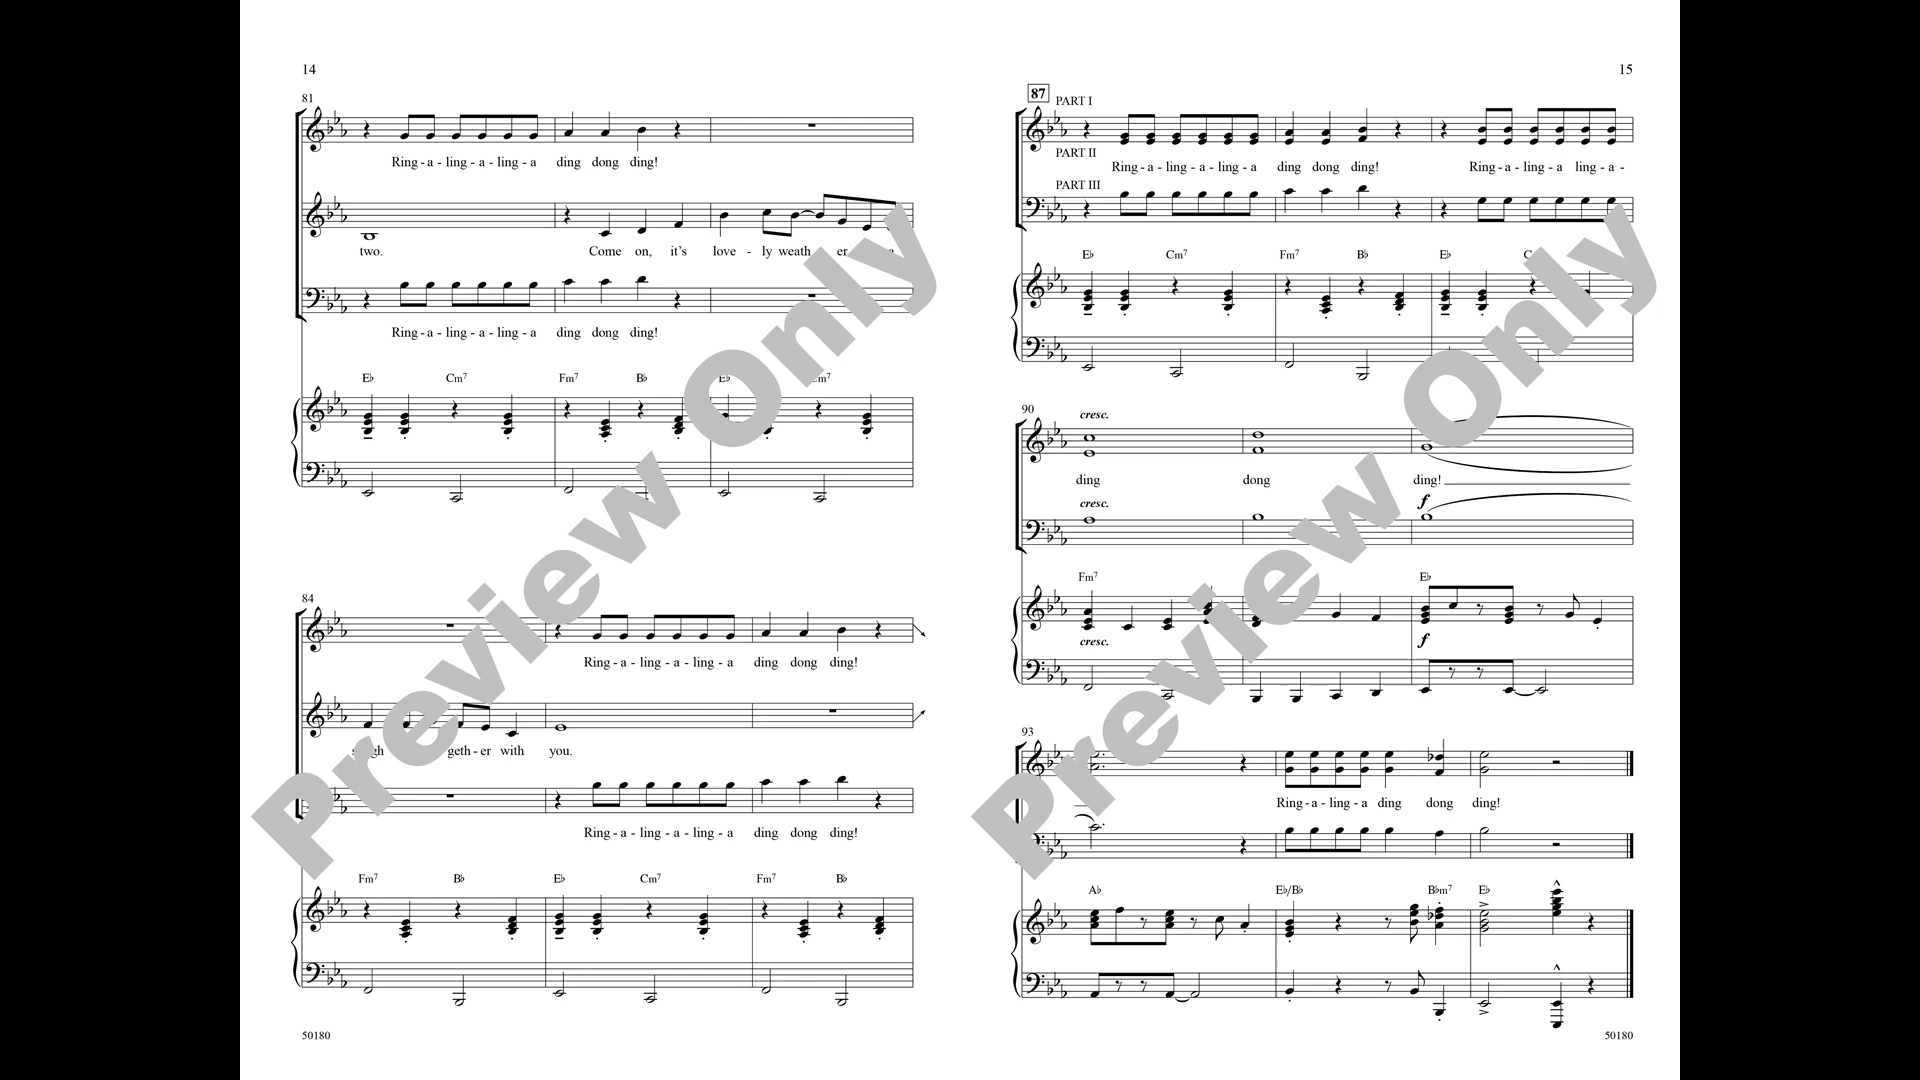 14
81
Ring - a - ling - a - ling - a ding dong ding!
two. Come on, it's love - ly weath er a
Ring - a - ling - a - ling - a ding dong ding!
E♭ Cm7 Fm7 B♭ E♭ m7
84
Ring - a - ling - a - ling - a ding dong ding!
geth - er with you.
Ring - a - ling - a - ling - a ding dong ding!
Fm7 B♭ E♭ Cm7 Fm7 B♭
50180
15
87 PART I
PART II
Ring - a - ling - a - ling - a ding dong ding! Ring - a - ling - a ling - a -
PART III
E♭ Cm7 Fm7 B♭ E♭ C
90
cresc.
ding dong ding!
cresc. f
Fm7 E♭
cresc. f
93
Ring - a - ling - a ding dong ding!
A♭ E♭/B♭ B♭m7 E♭
50180
Preview Only
Preview Only